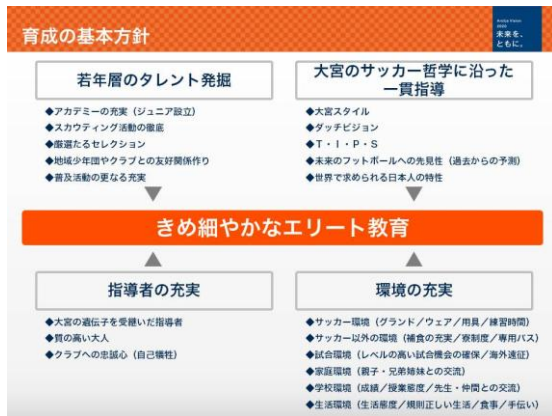 育成の基本方針
Ardija Vision
2020
未来を、
ともに。
若年層のタレント発掘
◆アカデミーの充実（ジュニア設立）
◆スカウティング活動の徹底
◆厳選たるセレクション
◆地域少年団やクラブとの友好関係作り
◆普及活動の更なる充実
大宮のサッカー哲学に沿った
一貫指導
◆大宮スタイル
◆ダッチビジョン
◆T・I・P・S
◆未来のフットボールへの先見性（過去からの予測）
◆世界で求められる日本人の特性
きめ細やかなエリート教育
指導者の充実
◆大宮の遺伝子を受継いだ指導者
◆質の高い大人
◆クラブへの忠誠心（自己犠牲）
環境の充実
◆サッカー環境（グランド／ウェア／用具／練習時間）
◆サッカー以外の環境（補食の充実／寮制度／専用バス）
◆試合環境（レベルの高い試合機会の確保／海外遠征）
◆家庭環境（親子・兄弟姉妹との交流）
◆学校環境（成績／授業態度／先生・仲間との交流）
◆生活環境（生活態度／規則正しい生活／食事／手伝い）